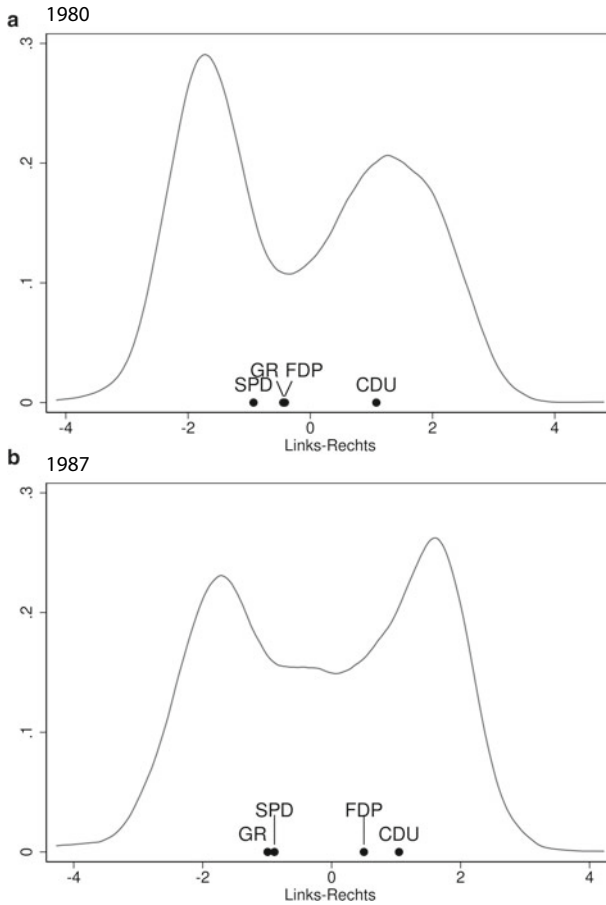 a 1980
.3
.2
.1
0
GR FDP
SPD CDU
-4 -2 0 2 4
Links-Rechts
b 1987
.3
.2
.1
0
SPD FDP
GR CDU
-4 -2 0 2 4
Links-Rechts